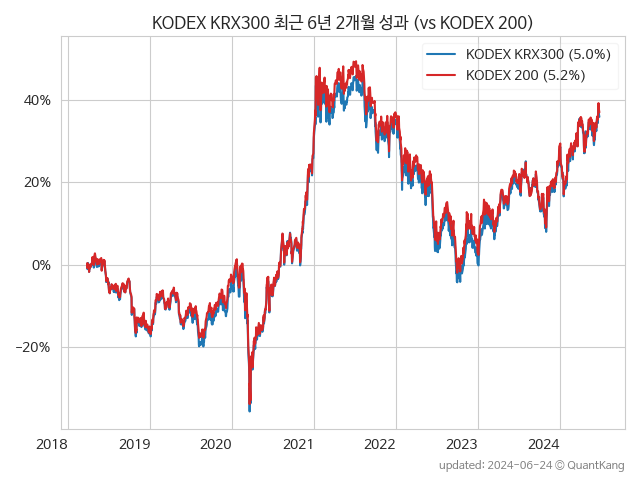 KODEX KRX300 최근 6년 2개월 성과 (vs KODEX 200)
KODEX KRX300 (5.0%)
KODEX 200 (5.2%)
40%
20%
0%
−20%
2018 2019 2020 2021 2022 2023 2024
updated: 2024-06-24 © QuantKang